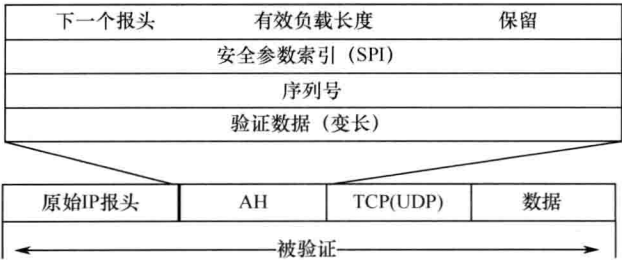 下一个报头 有效负载长度 保留
安全参数索引（SPI）
序列号
验证数据（变长）
原始IP报头 AH TCP(UDP) 数据
被验证